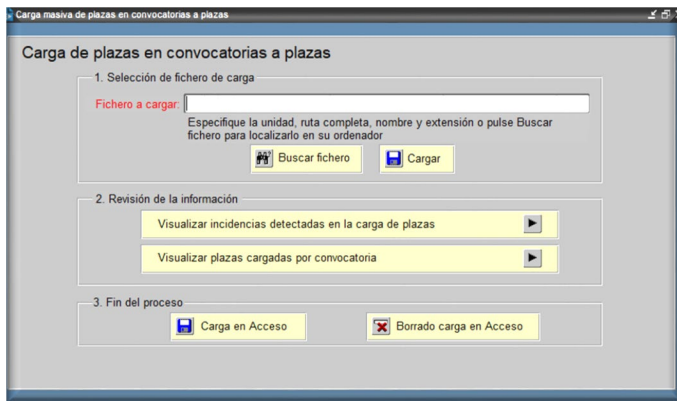 Carga masiva de plazas en convocatorias a plazas
Carga de plazas en convocatorias a plazas
1. Selección de fichero de carga
Fichero a cargar:
Especifique la unidad, ruta completa, nombre y extensión o pulse Buscar
fichero para localizarlo en su ordenador
Buscar fichero
Cargar
2. Revisión de la información
Visualizar incidencias detectadas en la carga de plazas
Visualizar plazas cargadas por convocatoria
3. Fin del proceso
Carga en Acceso
Borrado carga en Acceso